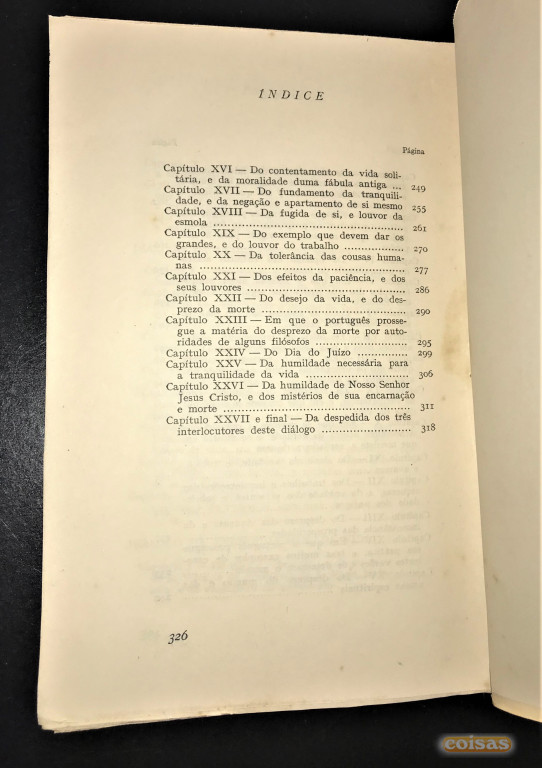 ÍNDICE
Página
Capítulo XVI — Do contentamento da vida soli-
tária, e da moralidade duma fábula antiga ... 249
Capítulo XVII — Do fundamento da tranquili-
dade, e da negação e apartamento de si mesmo 255
Capítulo XVIII — Da fugida de si, e louvor da
esmola ................................................ 261
Capítulo XIX — Do exemplo que devem dar os
grandes, e do louvor do trabalho ............... 270
Capítulo XX — Da tolerância das cousas huma-
nas .................................................... 277
Capítulo XXI — Dos efeitos da paciência, e dos
seus louvores ........................................ 286
Capítulo XXII — Do desejo da vida, e do des-
prezo da morte ..................................... 290
Capítulo XXIII — Em que o português prosse-
gue a matéria do desprezo da morte por auto-
ridades de alguns filósofos ....................... 295
Capítulo XXIV — Do Dia do Juízo ............. 299
Capítulo XXV — Da humildade necessária para
a tranquilidade da vida .......................... 306
Capítulo XXVI — Da humildade de Nosso Senhor
Jesus Cristo, e dos mistérios de sua encarnação
e morte ............................................... 311
Capítulo XXVII e final — Da despedida dos três
interlocutores deste diálogo ...................... 318
326
coisas